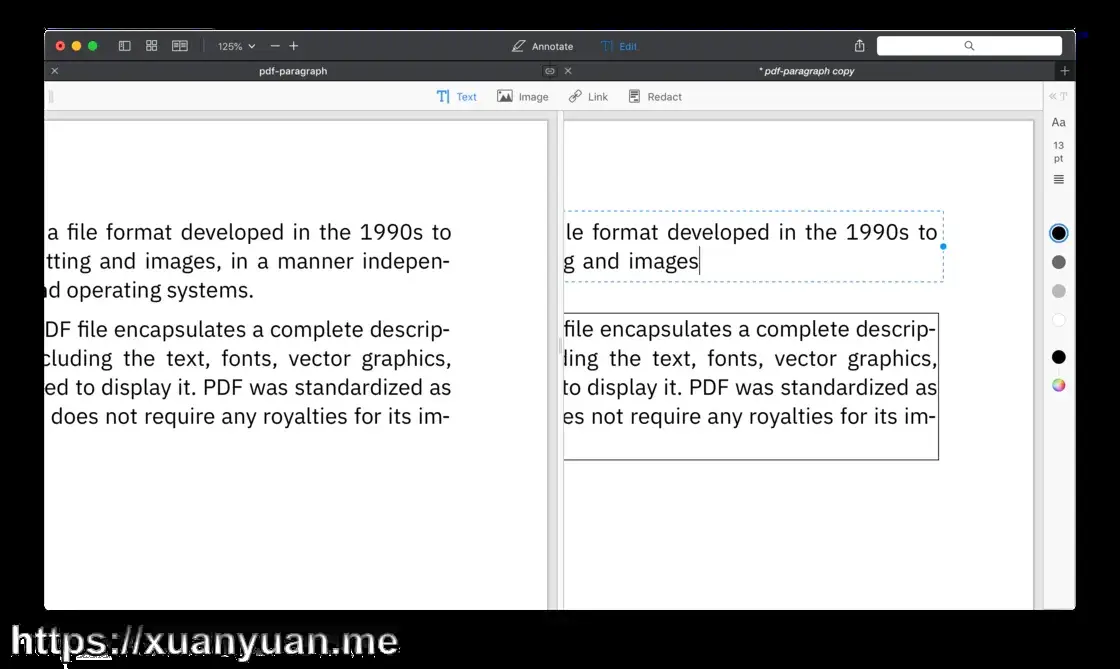 125%
Annotate
Edit
pdf-paragraph
* pdf-paragraph copy
Text
Image
Link
Redact
a file format developed in the 1990s to
tting and images, in a manner indepen-
nd operating systems.
DF file encapsulates a complete descrip-
cluding the text, fonts, vector graphics,
ed to display it. PDF was standardized as
does not require any royalties for its im-
le format developed in the 1990s to
g and images
file encapsulates a complete descrip-
ding the text, fonts, vector graphics,
to display it. PDF was standardized as
es not require any royalties for its im-
Aa
13
pt
https://xuanyuan.me